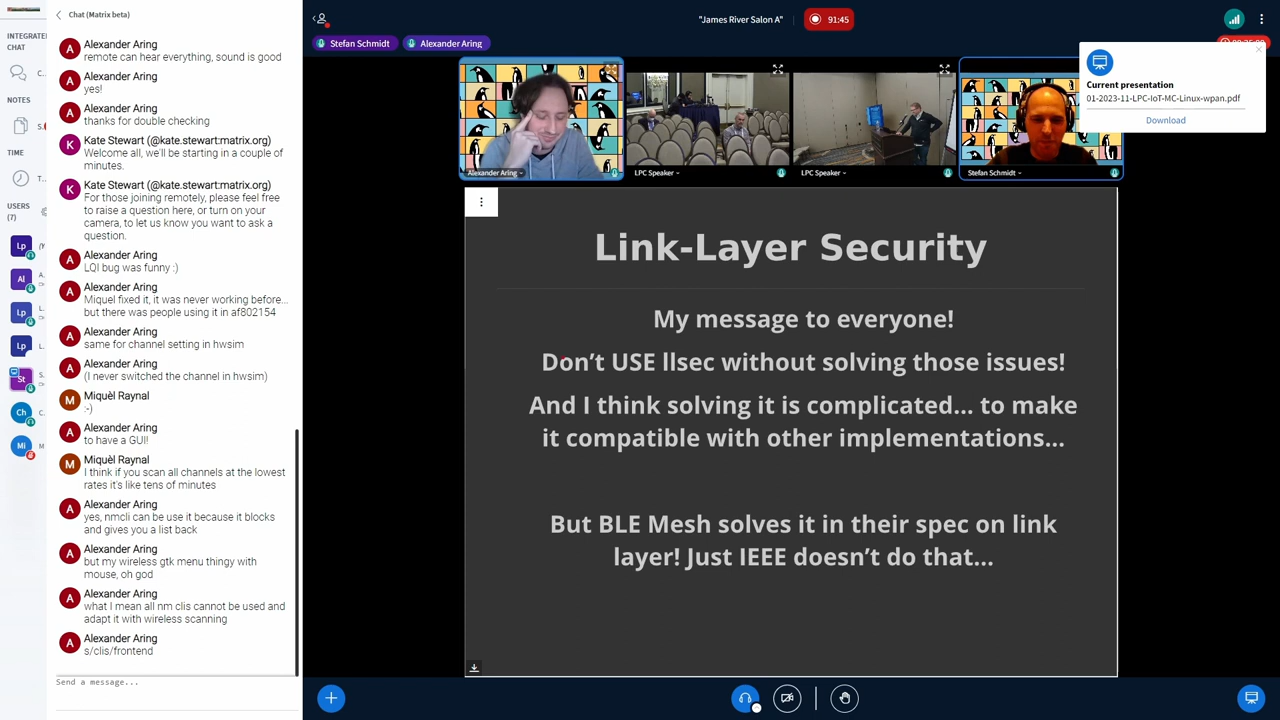 INTEGRATE
CHAT
C.
NOTES
S.
TIME
T..
USERS
(7)
Lp
(V
Al
A.
Lp
L.
Lp
L.
St
S.
Ch
C.
Mi
M
Chat (Matrix beta)
A
Alexander Aring
remote can hear everything, sound is good
A
Alexander Aring
yes!
A
Alexander Aring
thanks for double checking
K
Kate Stewart (@kate.stewart:matrix.org)
Welcome all, we'll be starting in a couple of
minutes.
K
Kate Stewart (@kate.stewart:matrix.org)
For those joining remotely, please feel free
to raise a question here, or turn on your
camera, to let us know you want to ask a
question.
A
Alexander Aring
LQI bug was funny :)
A
Alexander Aring
Miquel fixed it, it was never working before...
but there was people using it in af802154
A
Alexander Aring
same for channel setting in hwsim
A
Alexander Aring
(I never switched the channel in hwsim)
M
Miquèl Raynal
:-)
A
Alexander Aring
to have a GUI!
M
Miquèl Raynal
I think if you scan all channels at the lowest
rates it's like tens of minutes
A
Alexander Aring
yes, nmcli can be use it because it blocks
and gives you a list back
A
Alexander Aring
but my wireless gtk menu thingy with
mouse, oh god
A
Alexander Aring
what I mean all nm clis cannot be used and
adapt it with wireless scanning
A
Alexander Aring
s/clis/frontend
Send a message...
"James River Salon A"
91:45
Stefan Schmidt
Alexander Aring
Alexander Aring
LPC Speaker
LPC Speaker
Stefan Schmidt
Current presentation
01-2023-11-LPC-IoT-MC-Linux-wpan.pdf
Download
Link-Layer Security
My message to everyone!
Don't USE llsec without solving those issues!
And I think solving it is complicated... to make
it compatible with other implementations...
But BLE Mesh solves it in their spec on link
layer! Just IEEE doesn't do that...